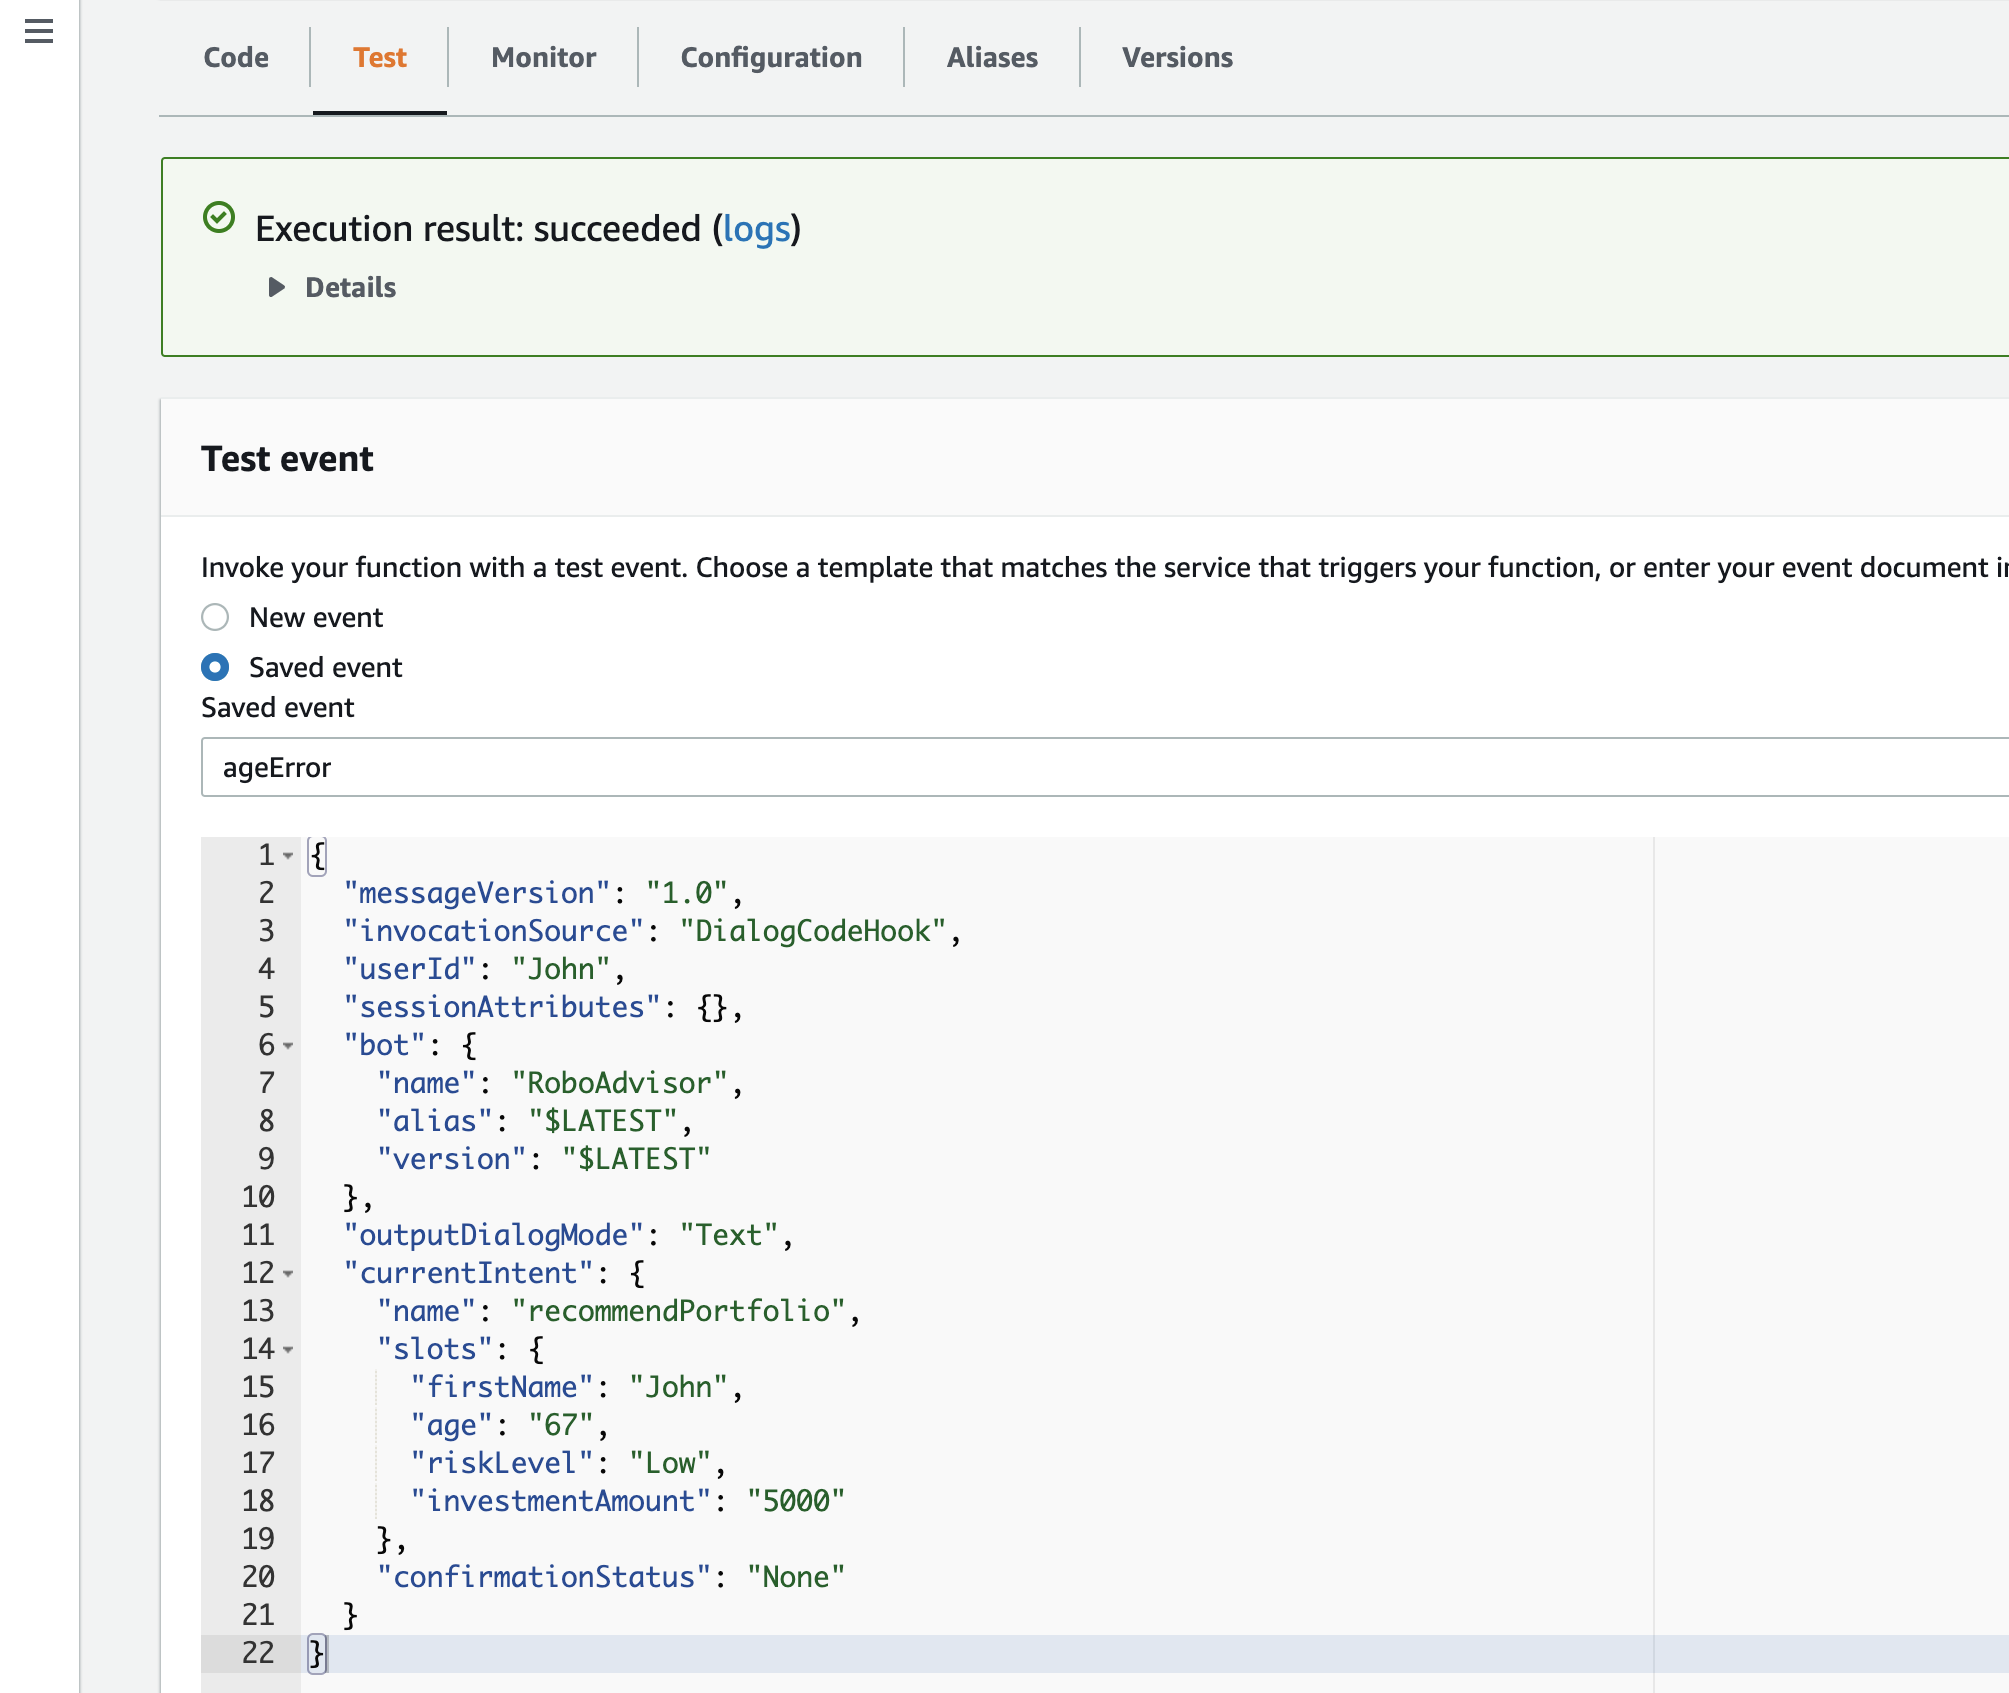 Code Test Monitor Configuration Aliases Versions
Execution result: succeeded (logs)
Details
Test event
Invoke your function with a test event. Choose a template that matches the service that triggers your function, or enter your event document
New event
Saved event
Saved event
ageError
1 {
2 "messageVersion": "1.0",
3 "invocationSource": "DialogCodeHook",
4 "userId": "John",
5 "sessionAttributes": {},
6 "bot": {
7 "name": "RoboAdvisor",
8 "alias": "$LATEST",
9 "version": "$LATEST"
10 },
11 "outputDialogMode": "Text",
12 "currentIntent": {
13 "name": "recommendPortfolio",
14 "slots": {
15 "firstName": "John",
16 "age": "67",
17 "riskLevel": "Low",
18 "investmentAmount": "5000"
19 },
20 "confirmationStatus": "None"
21 }
22 }